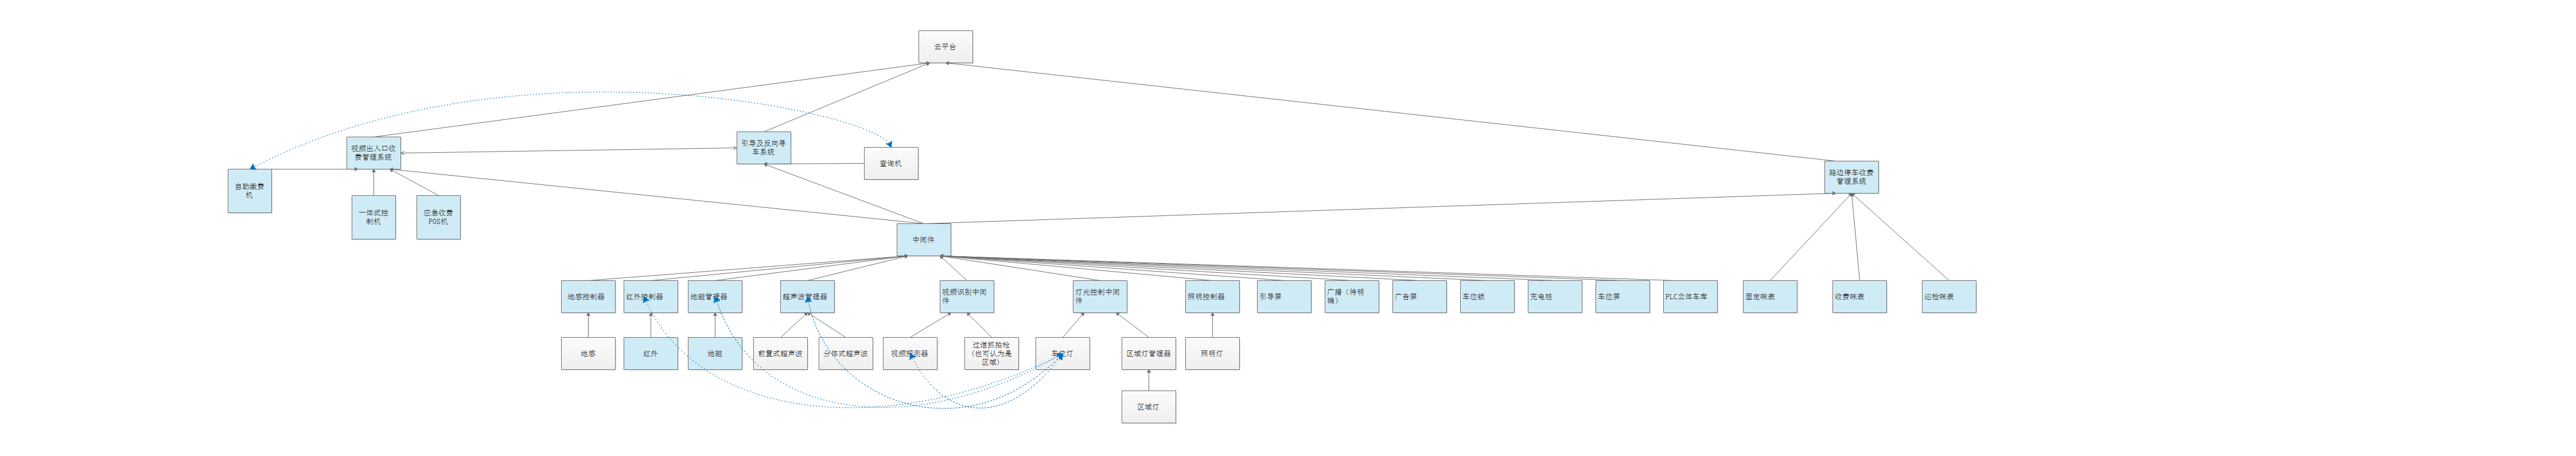 云平台
视频出入口收
费管理系统
引导及反向寻
车系统
查询机
路边停车收费
管理系统
自助缴费
机
一体式控
制机
应急收费
POS机
中间件
地感控制器
红外控制器
地磁管理器
超声波管理器
视频识别中间
件
灯光控制中间
件
照明控制器
引导屏
广播（待明
确）
广告屏
车位锁
充电桩
车位屏
PLC立体车库
固定咪表
收费咪表
巡检咪表
地感
红外
地磁
前置式超声波
分体式超声波
视频探测器
过道抓拍枪
（也可认为是
区域）
车位灯
区域灯管理器
照明灯
区域灯